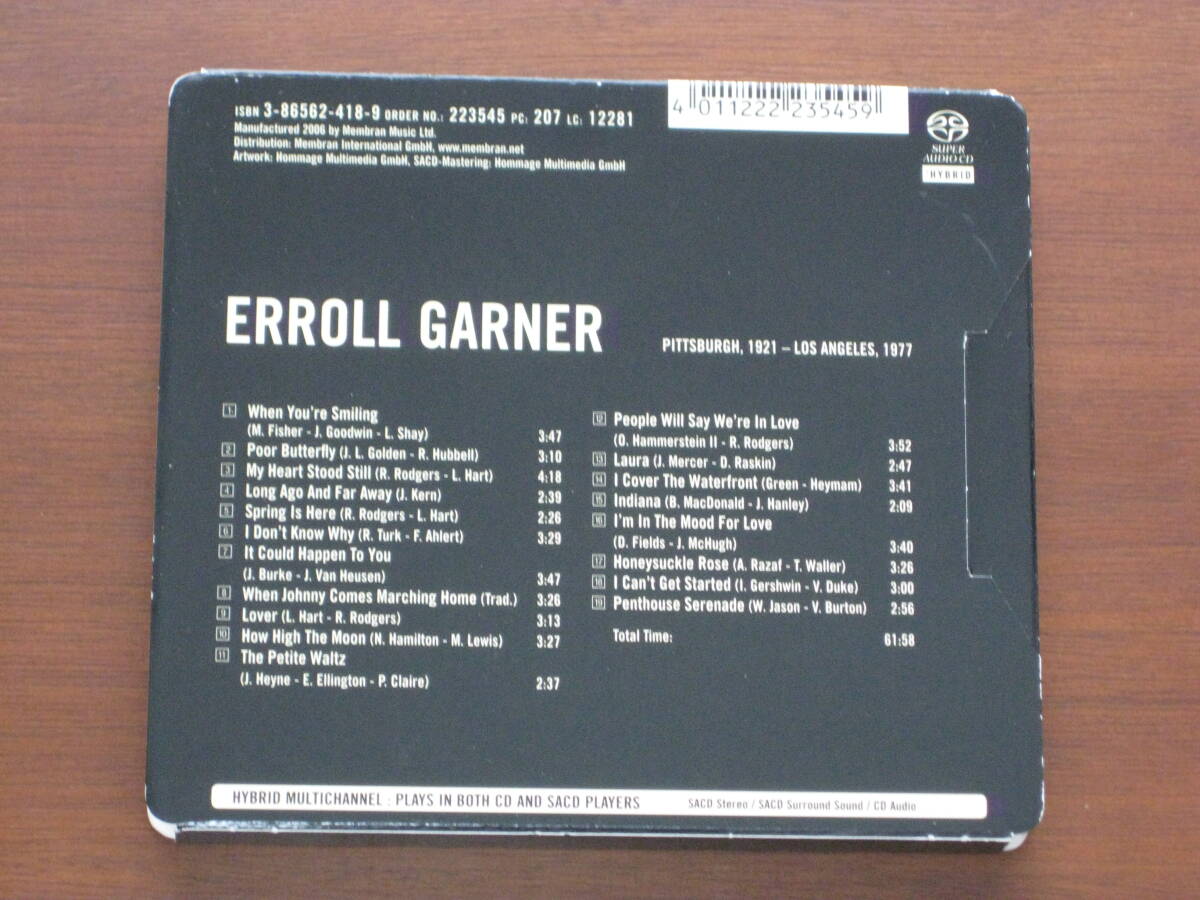 ISBN 3-86562-418-9 ORDER NO.: 223545 PC: 207 LC: 12281
Manufactured 2006 by Membran Music Ltd.
Distribution: Membran International GmbH, www.membran.net
Artwork: Hommage Multimedia GmbH, SACD-Mastering: Hommage Multimedia GmbH
4 011222 235459
SUPER
AUDIO CD
HYBRID
ERROLL GARNER
PITTSBURGH, 1921 – LOS ANGELES, 1977
1 When You're Smiling
(M. Fisher - J. Goodwin - L. Shay) 3:47
2 Poor Butterfly (J. L. Golden - R. Hubbell) 3:10
3 My Heart Stood Still (R. Rodgers - L. Hart) 4:18
4 Long Ago And Far Away (J. Kern) 2:39
5 Spring Is Here (R. Rodgers - L. Hart) 2:26
6 I Don't Know Why (R. Turk - F. Ahlert) 3:29
7 It Could Happen To You
(J. Burke - J. Van Heusen) 3:47
8 When Johnny Comes Marching Home (Trad.) 3:26
9 Lover (L. Hart - R. Rodgers) 3:13
10 How High The Moon (N. Hamilton - M. Lewis) 3:27
11 The Petite Waltz
(J. Heyne - E. Ellington - P. Claire) 2:37
12 People Will Say We're In Love
(O. Hammerstein II - R. Rodgers) 3:52
13 Laura (J. Mercer - D. Raskin) 2:47
14 I Cover The Waterfront (Green - Heymam) 3:41
15 Indiana (B. MacDonald - J. Hanley) 2:09
16 I'm In The Mood For Love
(D. Fields - J. McHugh) 3:40
17 Honeysuckle Rose (A. Razaf - T. Waller) 3:26
18 I Can't Get Started (I. Gershwin - V. Duke) 3:00
19 Penthouse Serenade (W. Jason - V. Burton) 2:56
Total Time: 61:58
HYBRID MULTICHANNEL : PLAYS IN BOTH CD AND SACD PLAYERS SACD Stereo / SACD Surround Sound / CD Audio